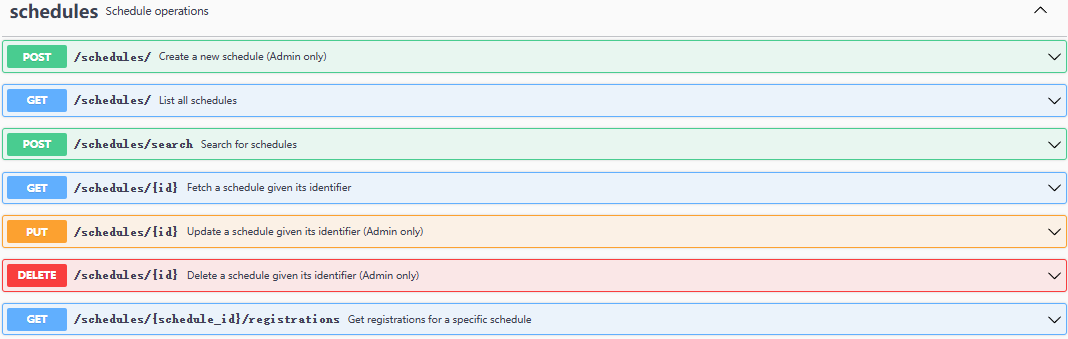 schedules Schedule operations
POST /schedules/ Create a new schedule (Admin only)
GET /schedules/ List all schedules
POST /schedules/search Search for schedules
GET /schedules/{id} Fetch a schedule given its identifier
PUT /schedules/{id} Update a schedule given its identifier (Admin only)
DELETE /schedules/{id} Delete a schedule given its identifier (Admin only)
GET /schedules/{schedule_id}/registrations Get registrations for a specific schedule